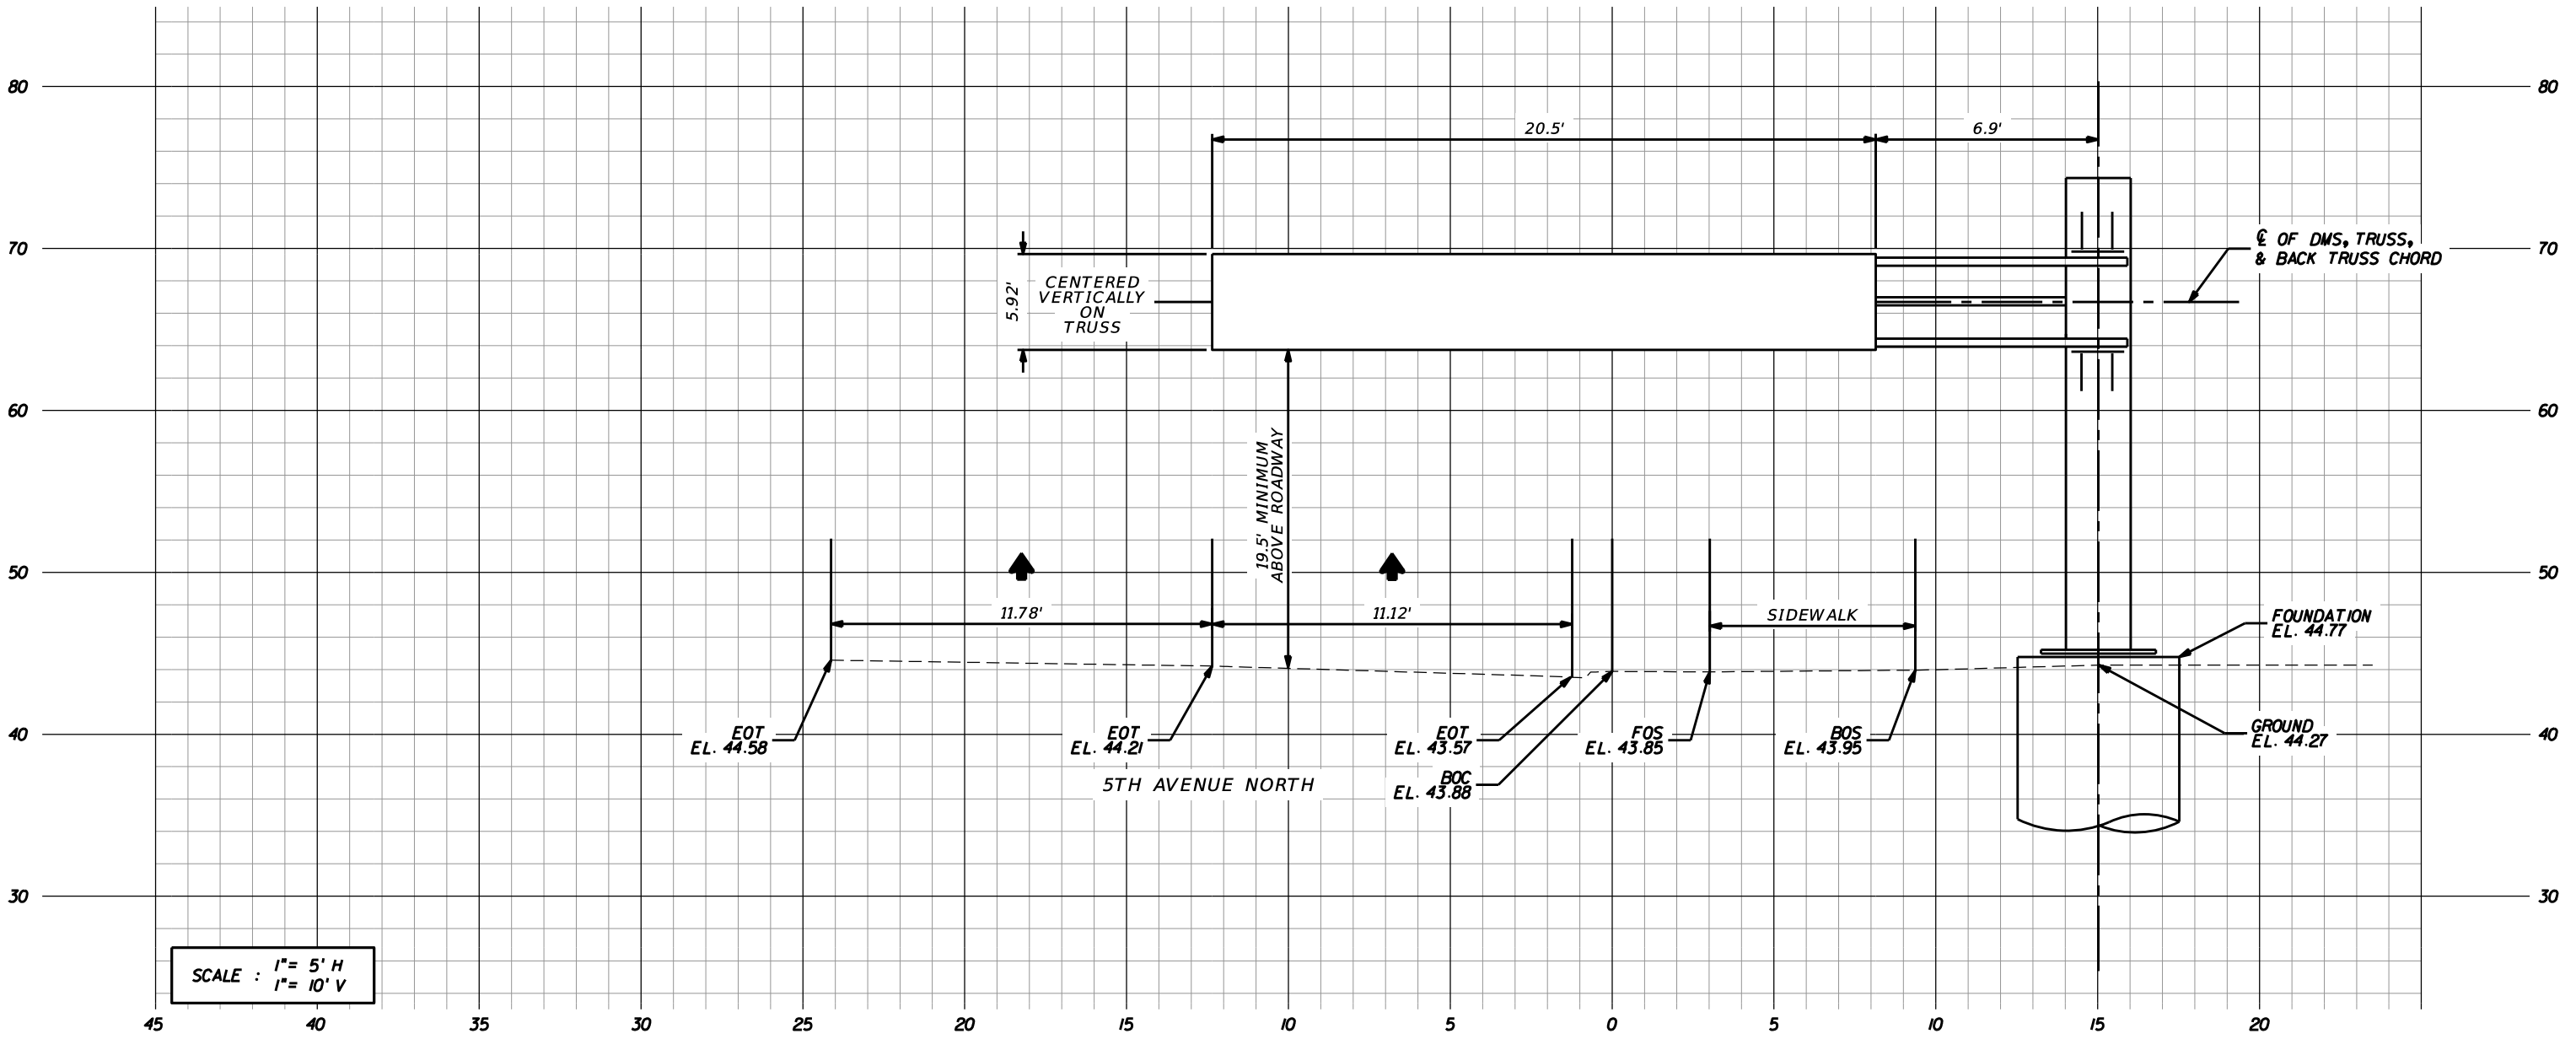 80
80
20.5'
6.9'
70
70
℄ OF DMS, TRUSS,
& BACK TRUSS CHORD
5.92'
CENTERED
VERTICALLY
ON
TRUSS
60
60
19.5' MINIMUM
ABOVE ROADWAY
50
50
11.78'
11.12'
SIDEWALK
FOUNDATION
EL. 44.77
EOT
EL. 44.58
EOT
EL. 44.21
EOT
EL. 43.57
FOS
EL. 43.85
BOS
EL. 43.95
GROUND
EL. 44.27
40
40
BOC
EL. 43.88
5TH AVENUE NORTH
30
30
SCALE : 1"= 5' H
1"= 10' V
45 40 35 30 25 20 15 10 5 0 5 10 15 20